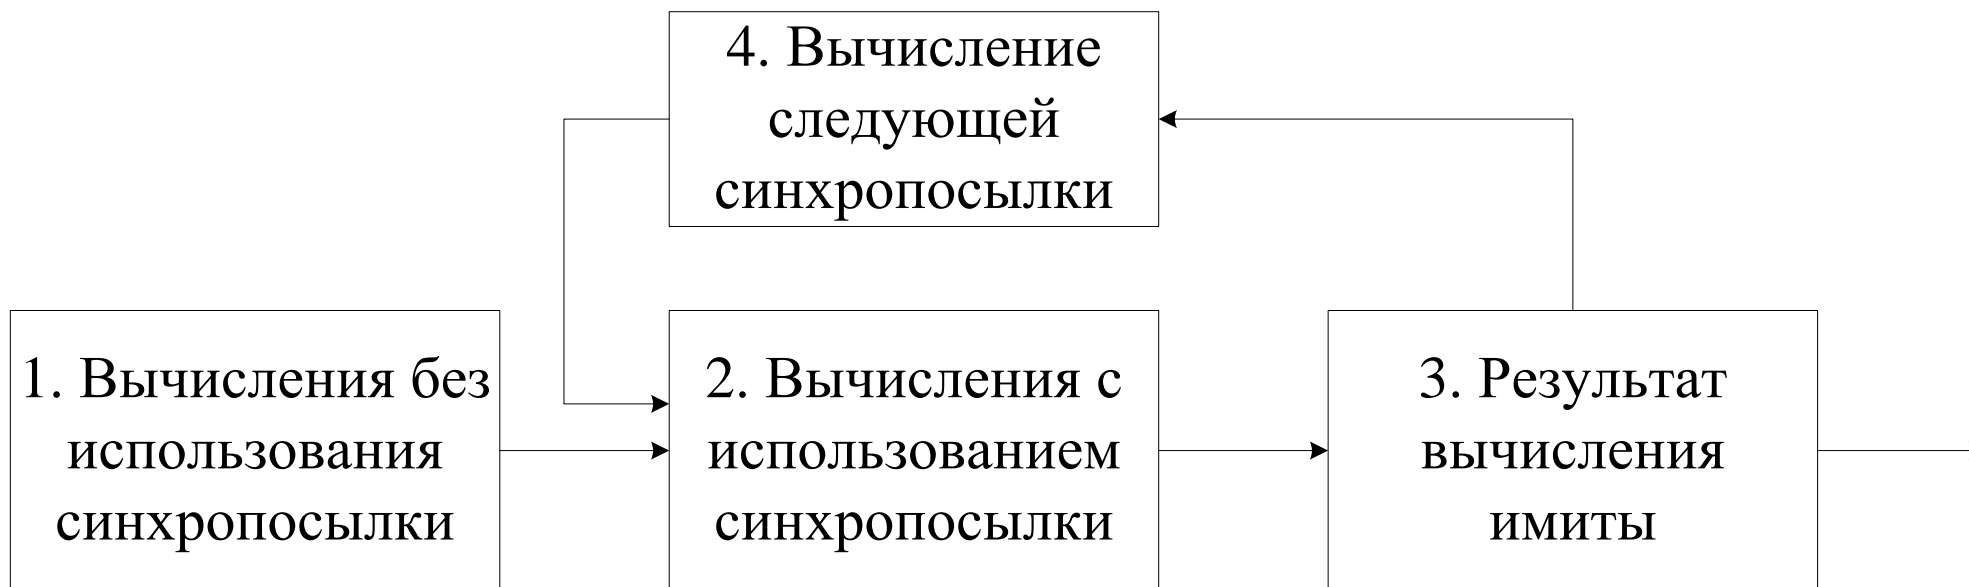 4. Вычисление
следующей
синхропосылки
1. Вычисления без
использования
синхропосылки
2. Вычисления с
использованием
синхропосылки
3. Результат
вычисления
имиты